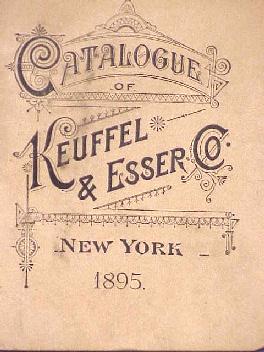 CATALOGUE
OF
KEUFFEL
& ESSER Co.
NEW YORK
1895.